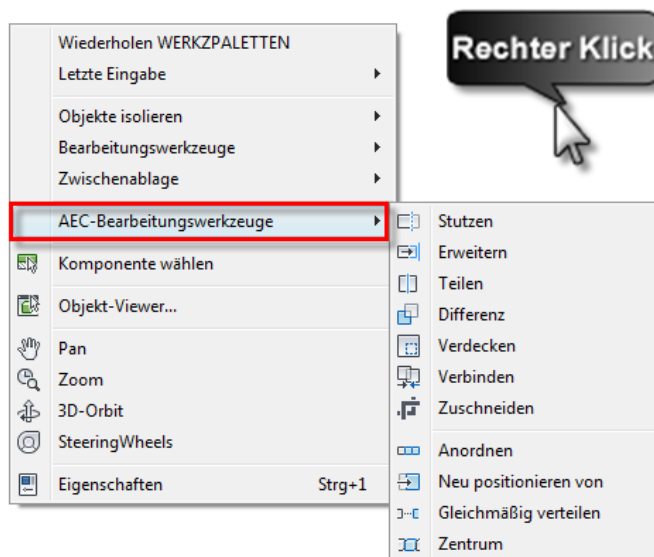 Rechter Klick
Wiederholen WERKZPALETTEN
Letzte Eingabe
Objekte isolieren
Bearbeitungswerkzeuge
Zwischenablage
AEC-Bearbeitungswerkzeuge
Komponente wählen
Objekt-Viewer...
Pan
Zoom
3D-Orbit
SteeringWheels
Eigenschaften Strg+1
Stutzen
Erweitern
Teilen
Differenz
Verdecken
Verbinden
Zuschneiden
Anordnen
Neu positionieren von
Gleichmäßig verteilen
Zentrum